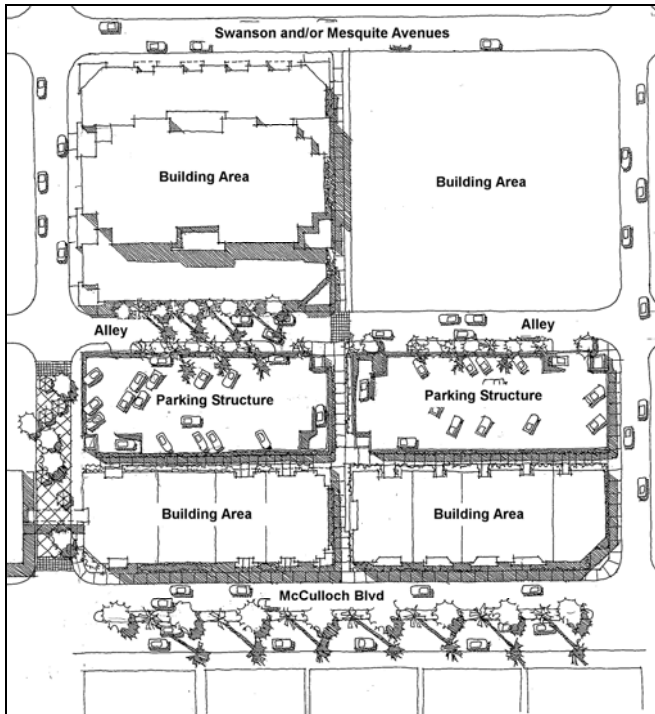 Swanson and/or Mesquite Avenues
Building Area
Building Area
Alley
Alley
Parking Structure
Parking Structure
Building Area
Building Area
McCulloch Blvd